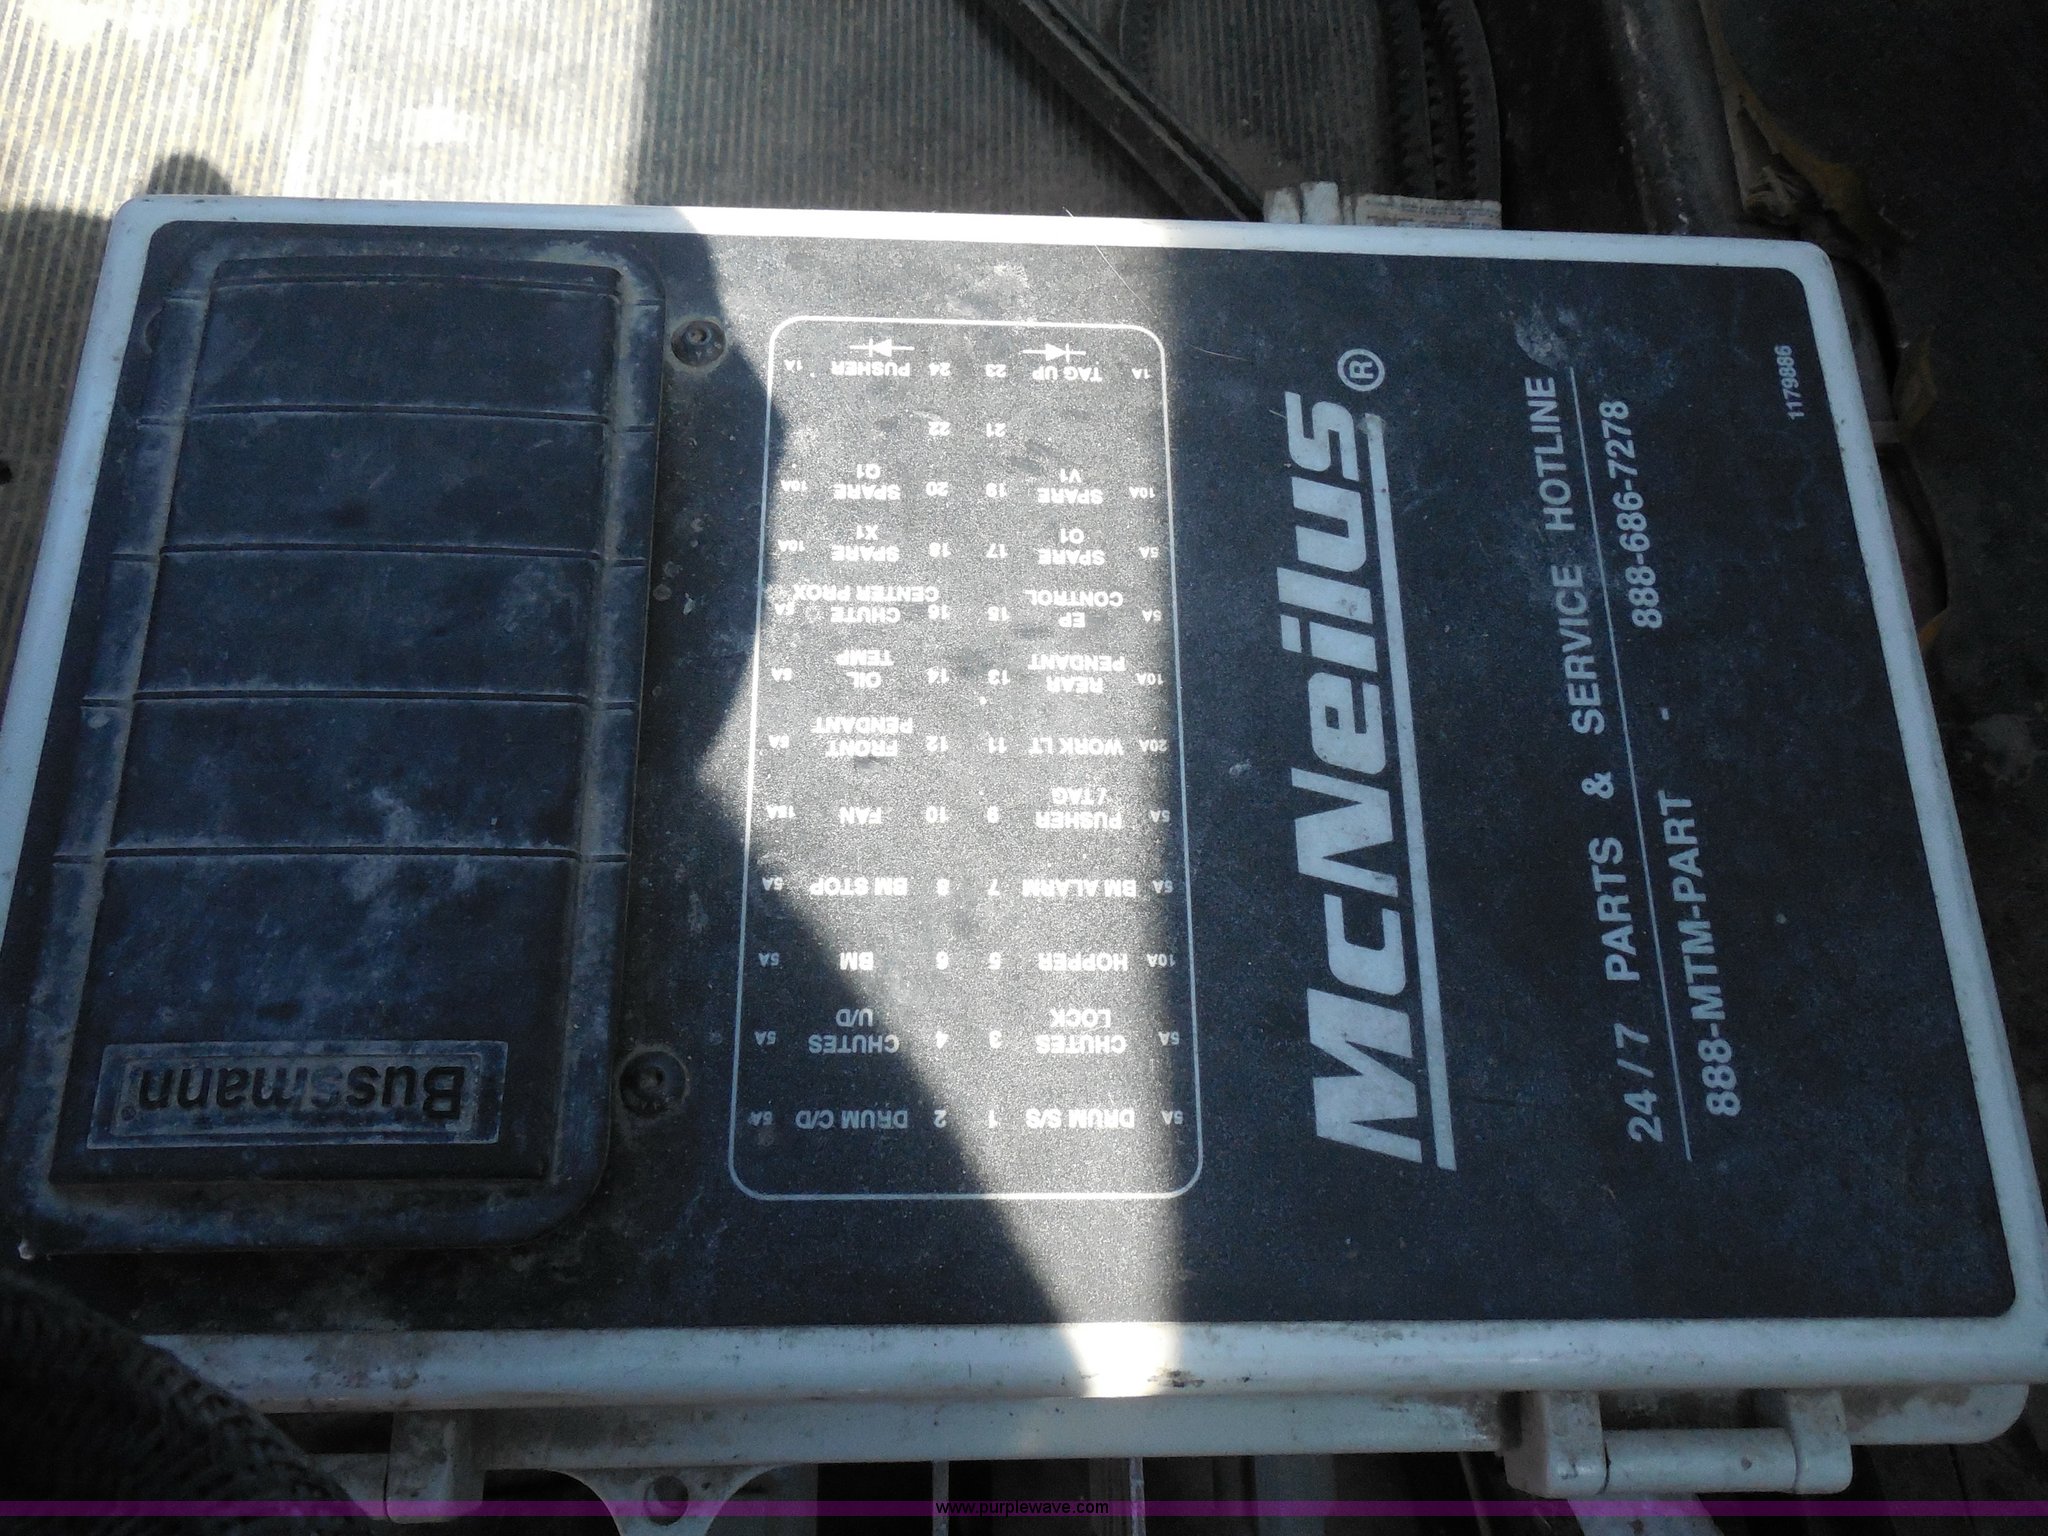 McNeilus®
24/7 PARTS & SERVICE HOTLINE
888-MTM-PART - 888-686-7278
1179886
5A DRUM S/S 1 2 DRUM C/D 5A
5A CHUTES 3 4 CHUTES 5A
LOCK U/D
10A HOPPER 5 6 BM 5A
5A BM ALARM 7 8 BM STOP 5A
5A PUSHER 9 10 FAN 15A
/TAG
20A WORK LT 11 12 FRONT 5A
PENDANT
10A REAR 13 14 OIL 5A
PENDANT TEMP
5A EP 15 16 CHUTE 5A
CONTROL CENTER PROX
5A SPARE 17 18 SPARE 10A
O1 X1
10A SPARE 19 20 SPARE 10A
V1 Q1
21 22
1A TAG UP 23 24 PUSHER 1A
Bussmann
www.purplewave.com